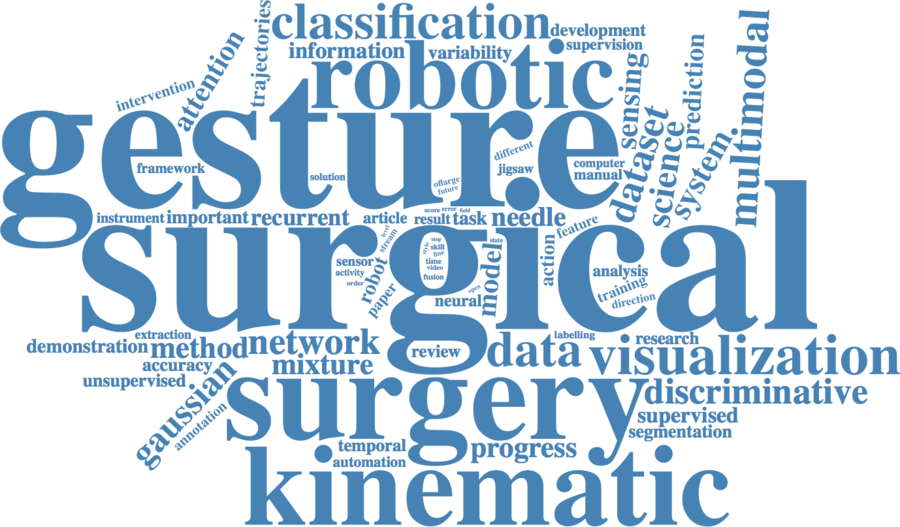 classification
development
information
variability
supervision
trajectories
attention
intervention
robotic
sensing
prediction
multimodal
gesture
framework
solution
different
jigsaw
computer
manual
dataset
science
system.
oflarge
future
instrument
important
recurrent
article
score
error
field
result
task
needle
surgical
level
stream
style
step
skill
fine
time
video
fusion
state
sensor
activity
order
robot
paper
open
neural
model
action
feature
analysis
training
direction
demonstration
extraction
method
network
accuracy
mixture
unsupervised
review
data
labelling
research
visualization
gaussian
annotation
surgery
discriminative
supervised
segmentation
temporal
automation
progress
kinematic